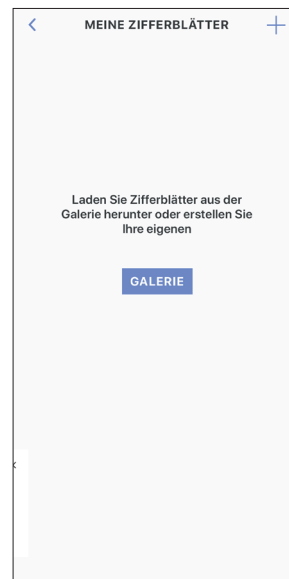 MEINE ZIFFERBLÄTTER
Laden Sie Zifferblätter aus der
Galerie herunter oder erstellen Sie
Ihre eigenen
GALERIE